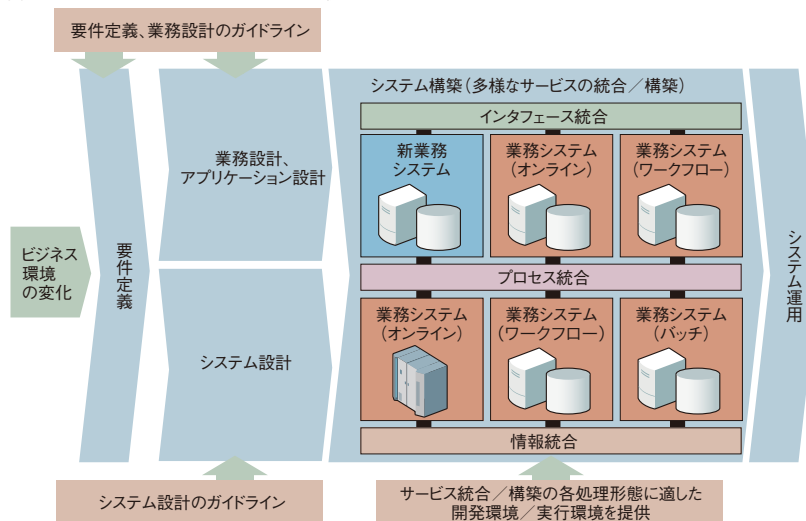 要件定義、業務設計のガイドライン
システム構築（多様なサービスの統合／構築）
インタフェース統合
業務設計、
アプリケーション設計
新業務
システム
業務システム
（オンライン）
業務システム
（ワークフロー）
ビジネス
環境
の変化
要件定義
プロセス統合
システム運用
システム設計
業務システム
（オンライン）
業務システム
（ワークフロー）
業務システム
（バッチ）
情報統合
システム設計のガイドライン
サービス統合／構築の各処理形態に適した
開発環境／実行環境を提供